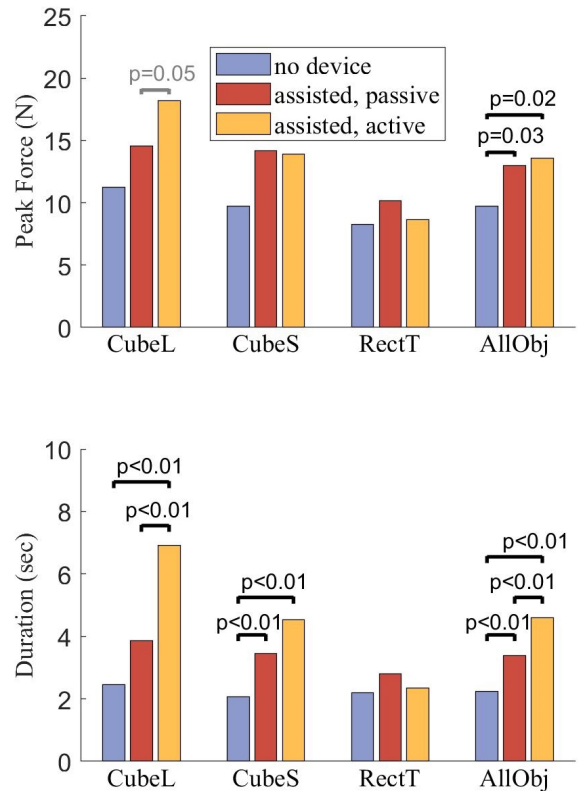 25
20
15
10
5
0
Peak Force (N)
p=0.05
no device
assisted, passive
assisted, active
p=0.02
p=0.03
CubeL CubeS RectT AllObj
10
8
6
4
2
0
Duration (sec)
p<0.01
p<0.01
p<0.01
p<0.01
p<0.01
p<0.01
p<0.01
CubeL CubeS RectT AllObj